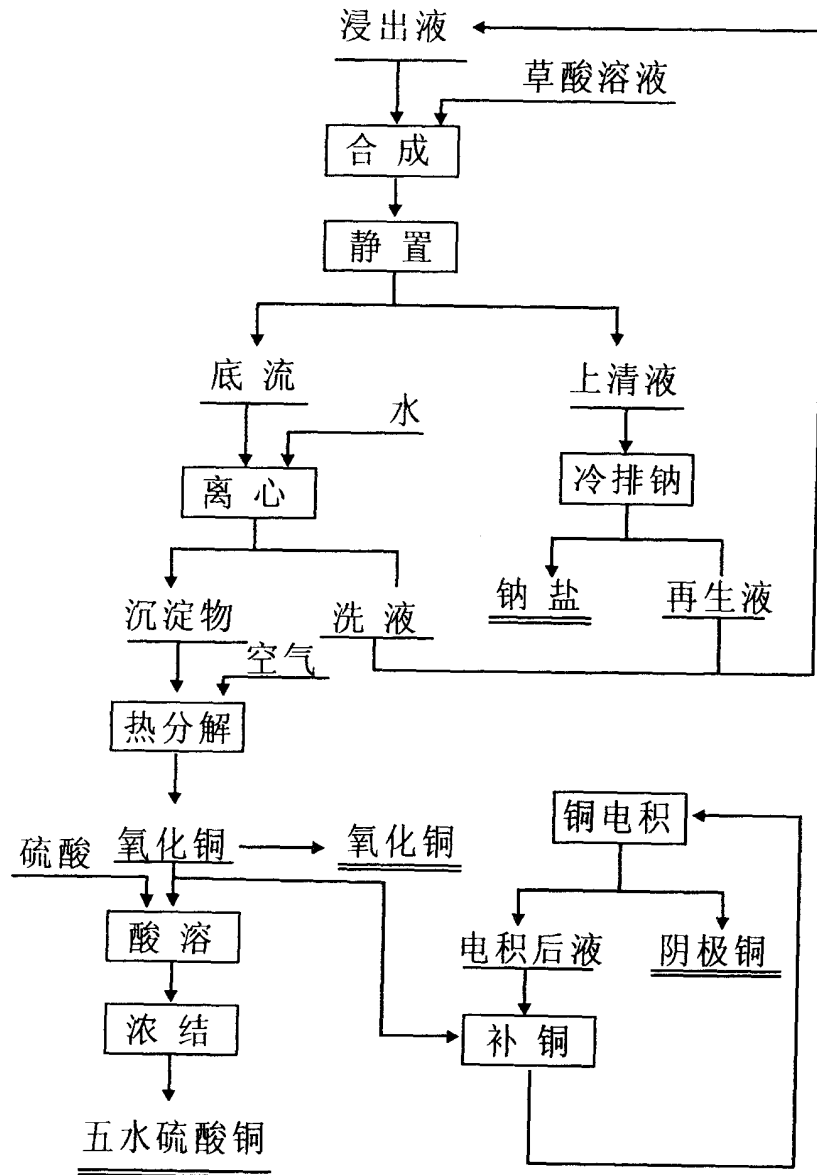 浸出液
草酸溶液
合成
静置
底流
上清液
水
离心
冷排钠
沉淀物
洗液
钠盐
再生液
空气
热分解
铜电积
硫酸
氧化铜
氧化铜
酸溶
电积后液
阴极铜
浓结
补铜
五水硫酸铜